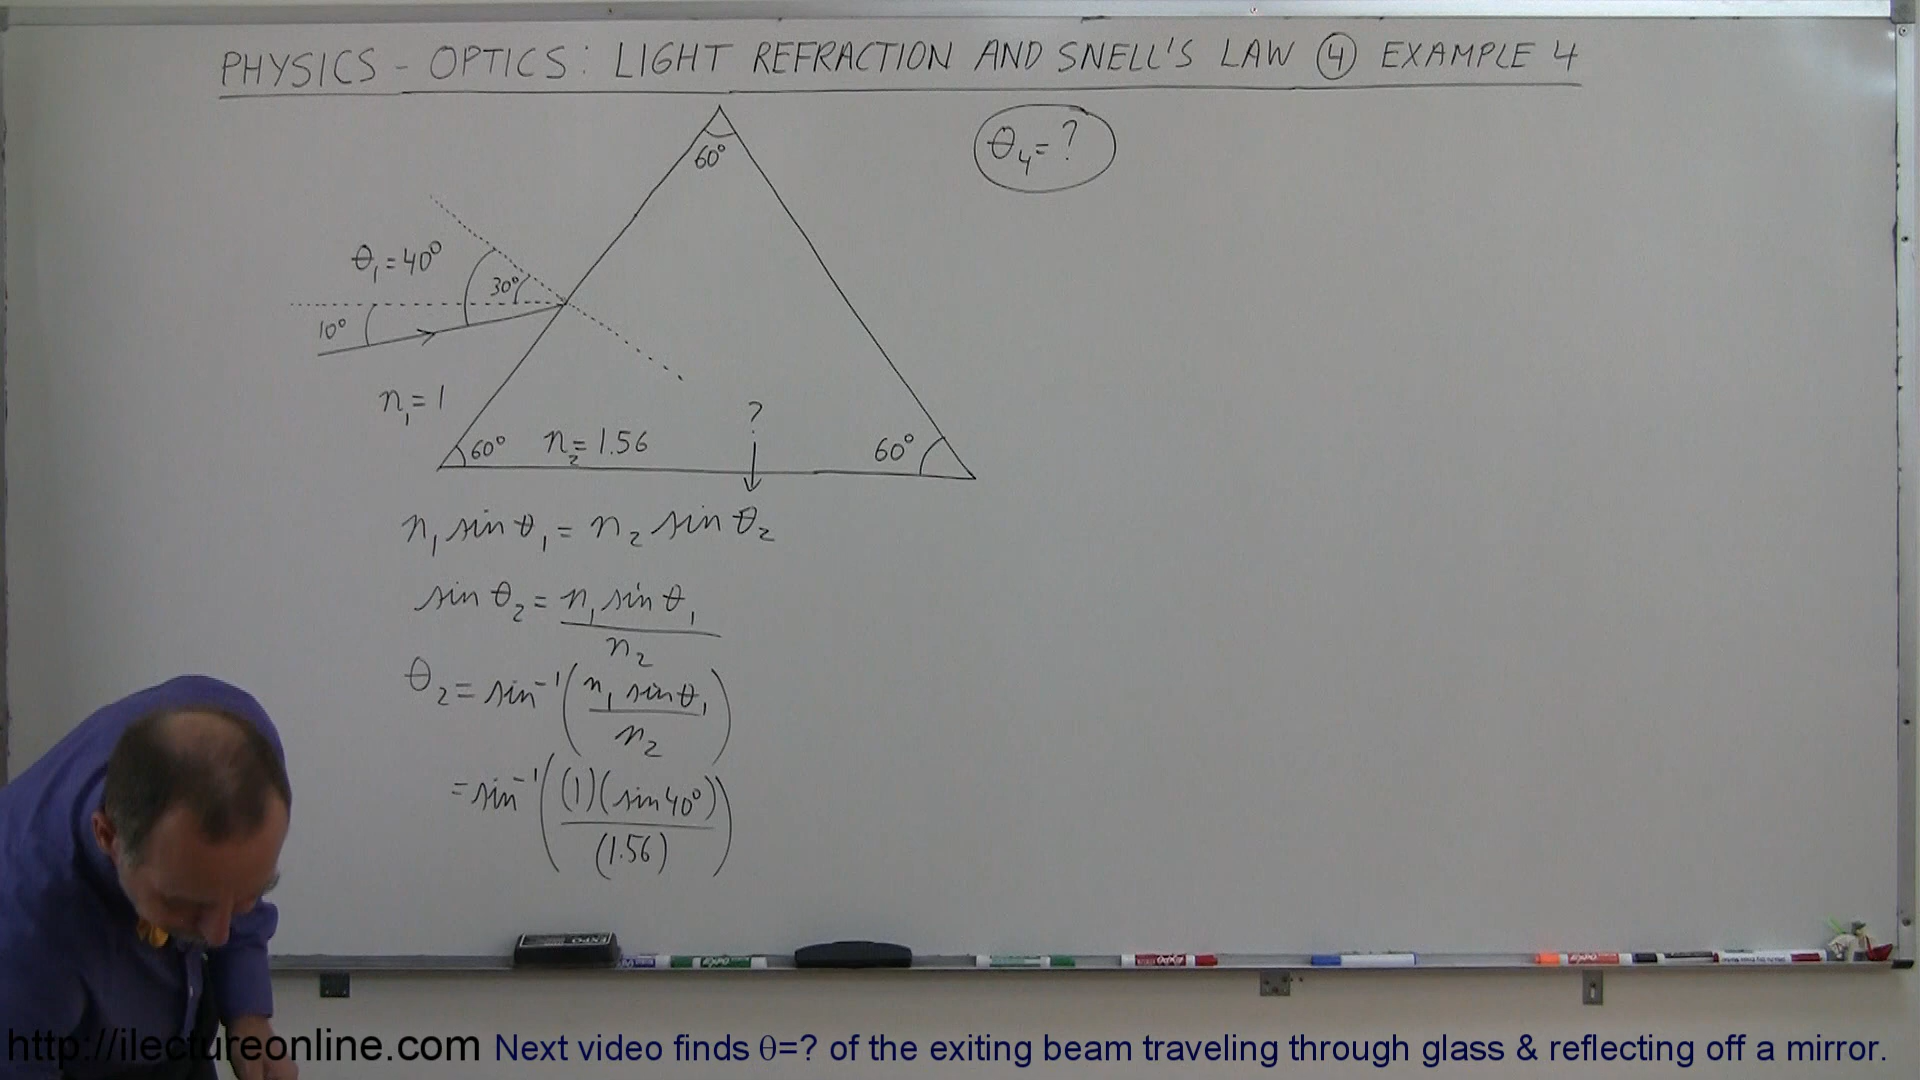 PHYSICS - OPTICS: LIGHT REFRACTION AND SNELL'S LAW ④ EXAMPLE 4
θ₄ = ?
60°
θ₁ = 40°
30°
10°
n₁ = 1
?
60°
n₂ = 1.56
60°
n₁ sin θ₁ = n₂ sin θ₂
sin θ₂ = n₁ sin θ₁
n₂
θ₂ = sin⁻¹ ( n₁ sin θ₁ )
n₂
= sin⁻¹ ( (1)(sin 40°) )
(1.56)
EXPO
http://ilectureonline.com Next video finds θ=? of the exiting beam traveling through glass & reflecting off a mirror.